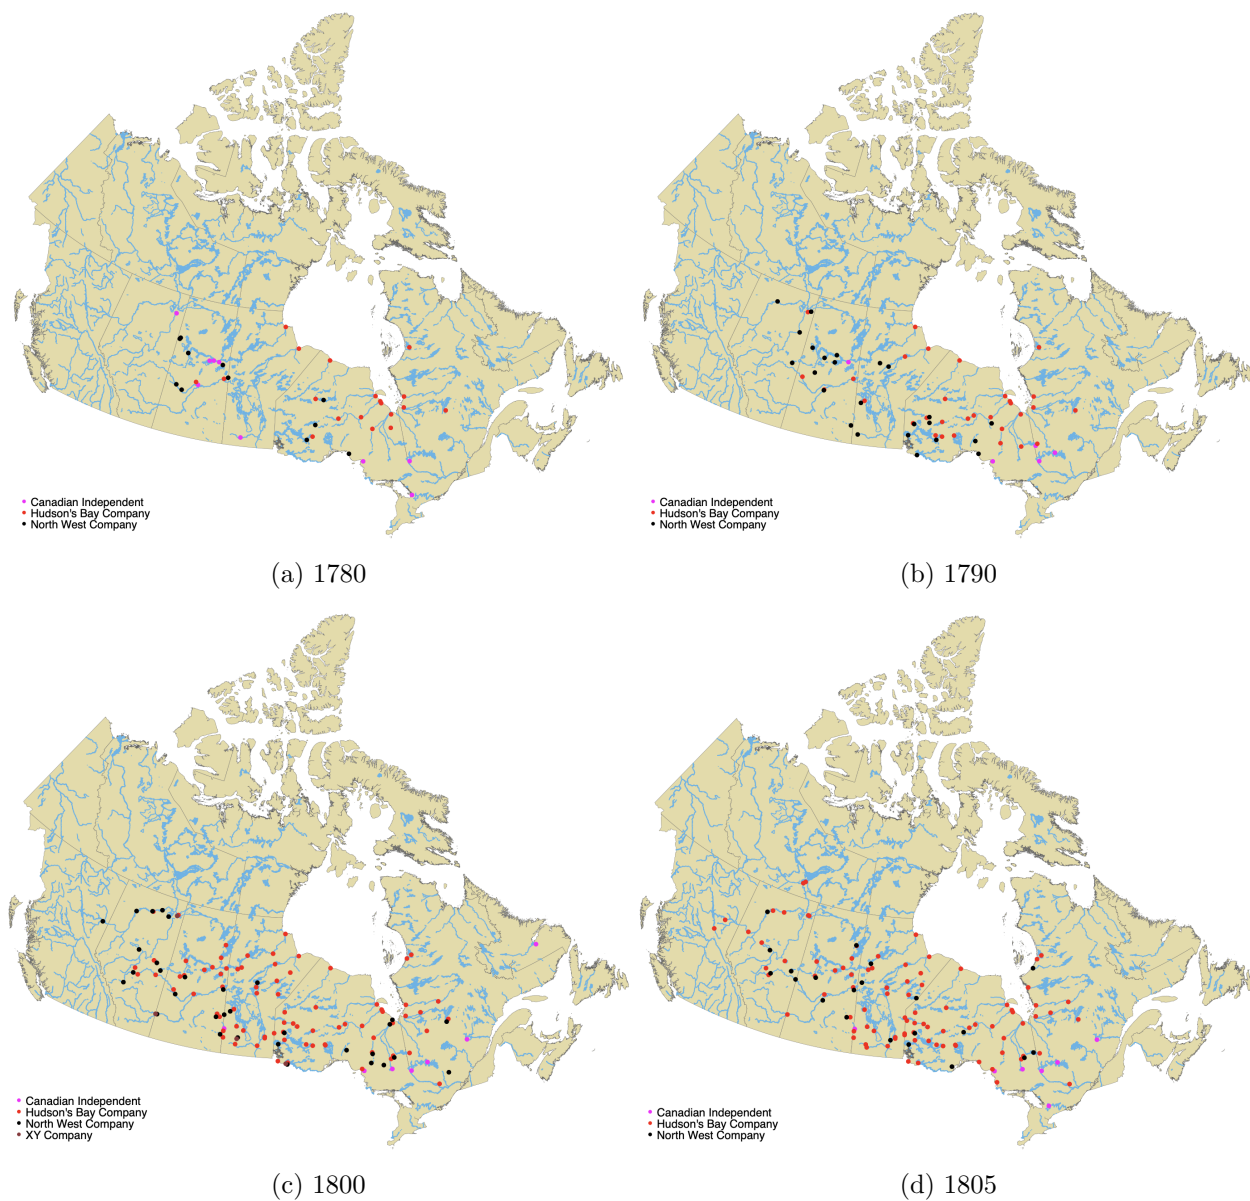 Canadian Independent
Hudson's Bay Company
North West Company
(a) 1780
Canadian Independent
Hudson's Bay Company
North West Company
(b) 1790
Canadian Independent
Hudson's Bay Company
North West Company
XY Company
(c) 1800
Canadian Independent
Hudson's Bay Company
North West Company
(d) 1805